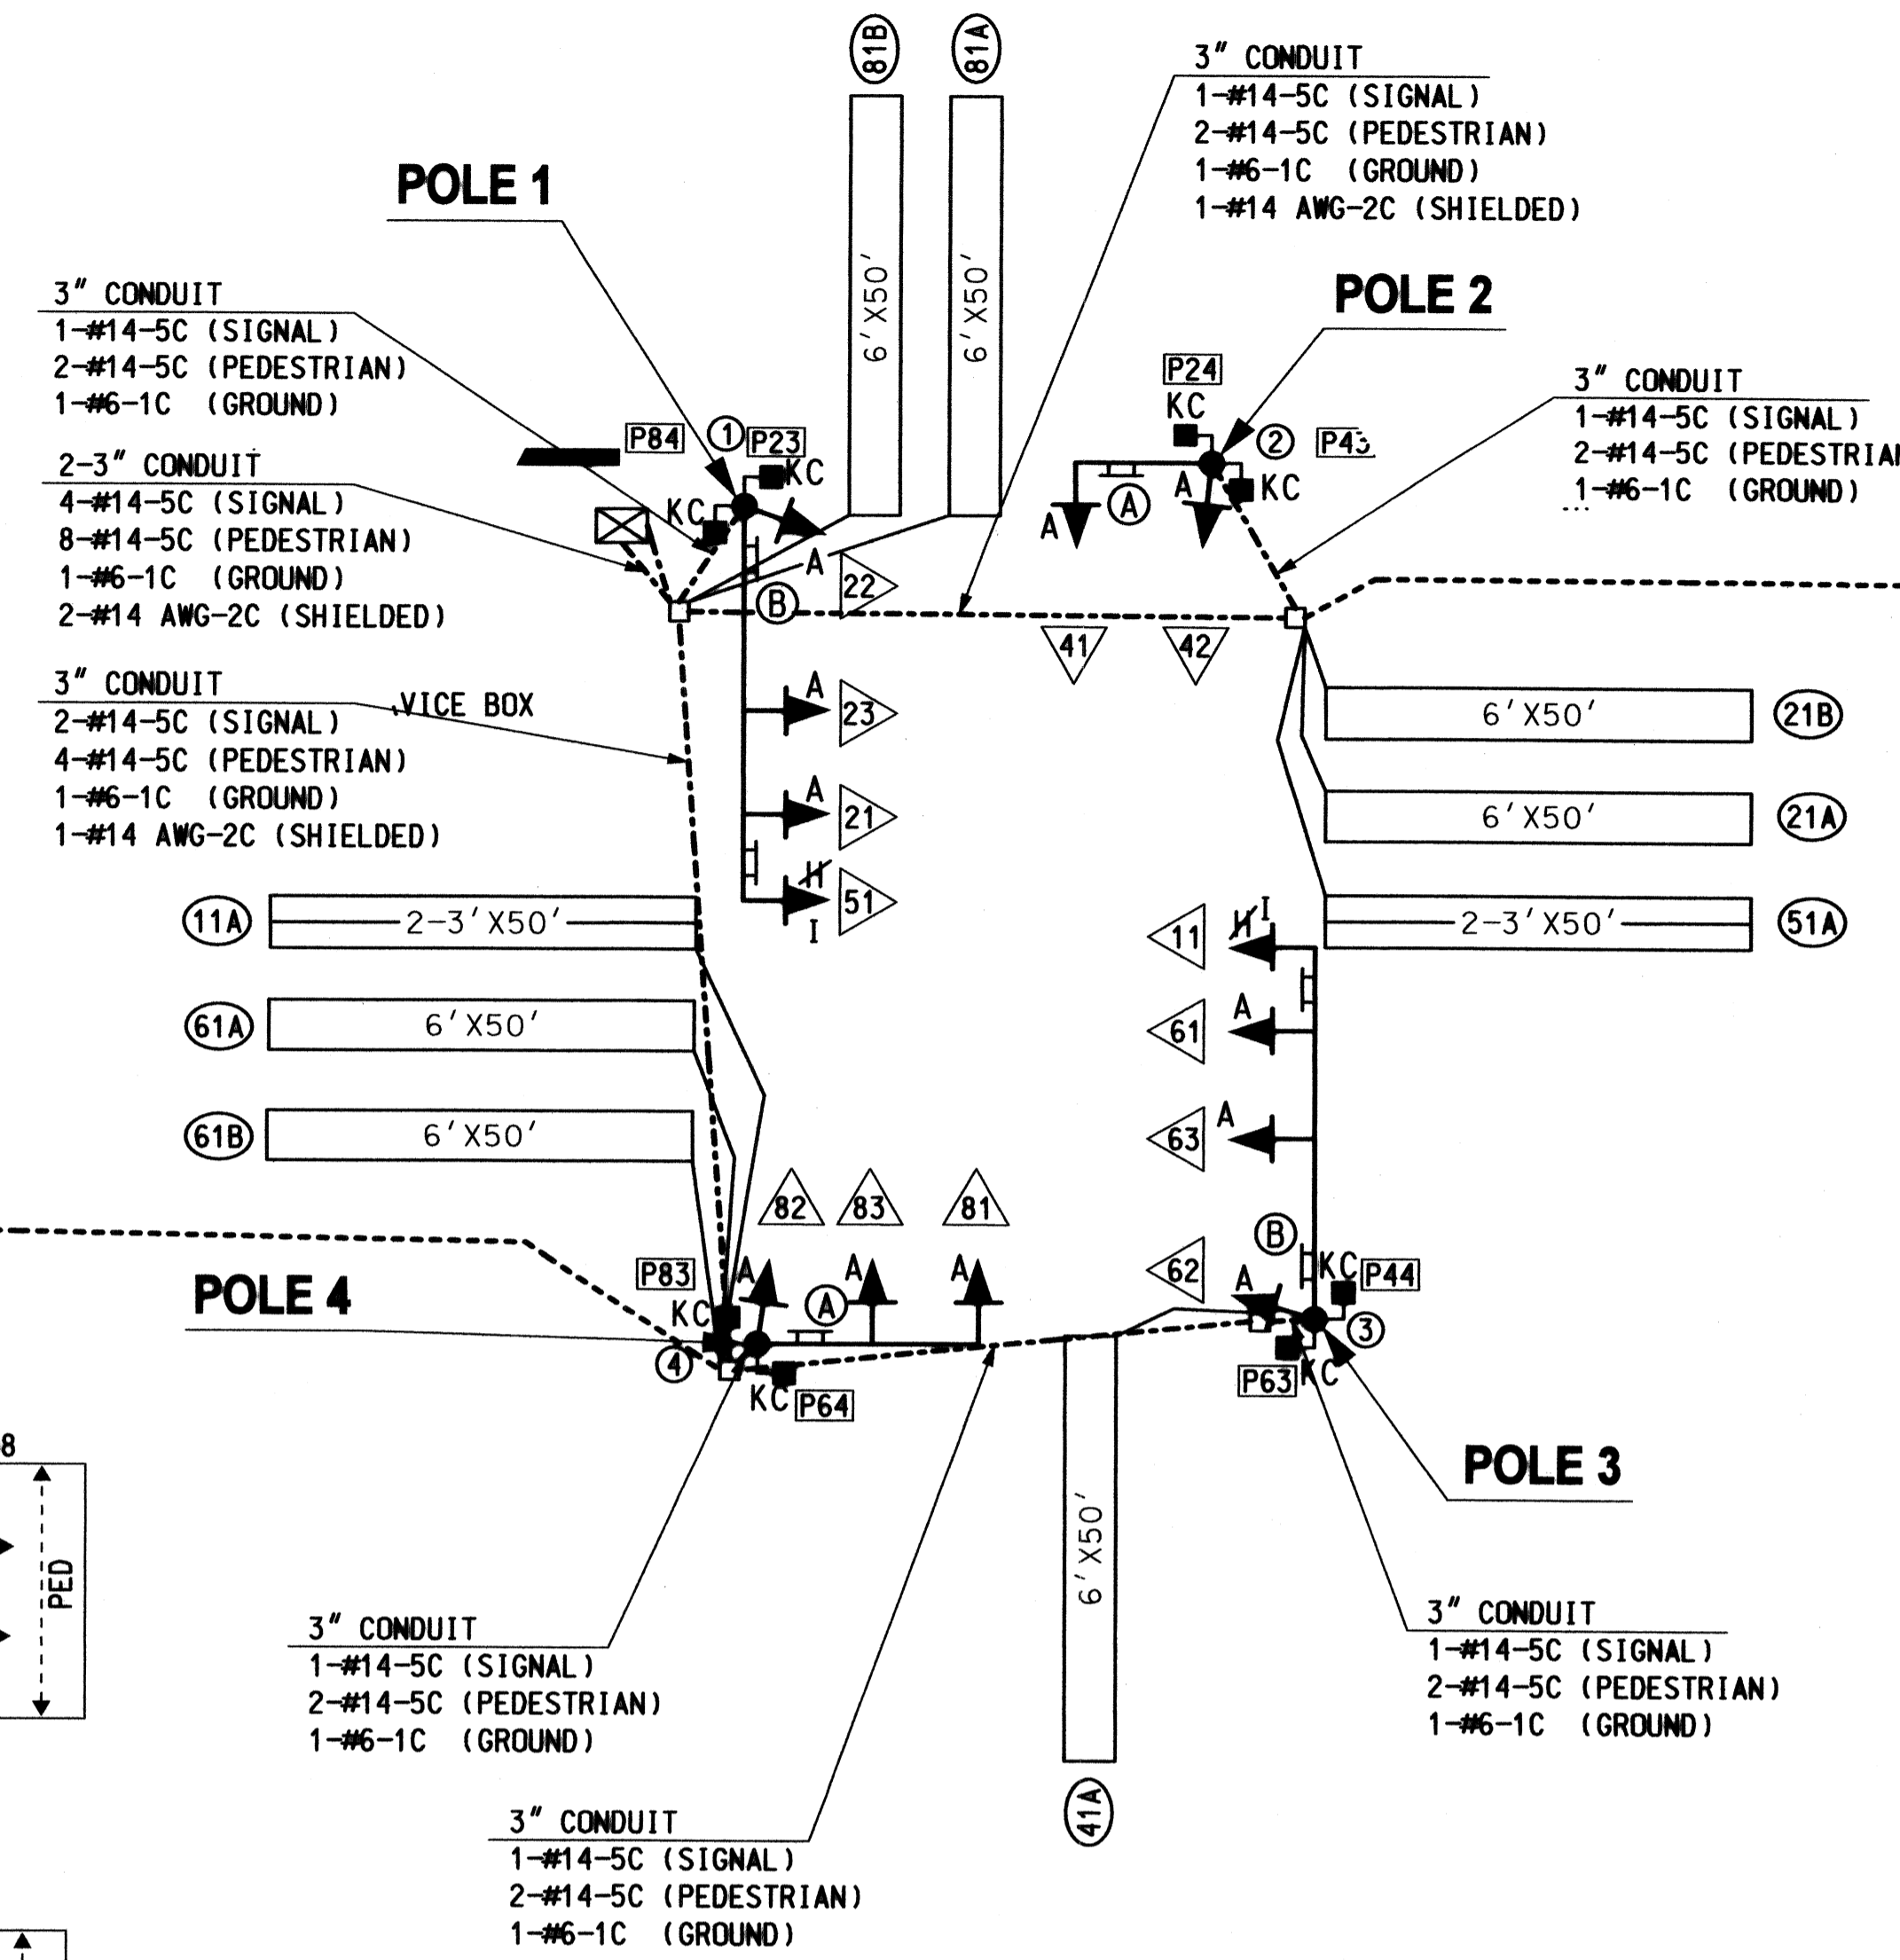 81B
81A
3" CONDUIT
1-#14-5C (SIGNAL)
2-#14-5C (PEDESTRIAN)
1-#6-1C (GROUND)
1-#14 AWG-2C (SHIELDED)
POLE 1
6'X50'
6'X50'
POLE 2
3" CONDUIT
1-#14-5C (SIGNAL)
2-#14-5C (PEDESTRIAN)
1-#6-1C (GROUND)
P24
KC
3" CONDUIT
1-#14-5C (SIGNAL)
2-#14-5C (PEDESTRIAN
1-#6-1C (GROUND)
P84
1
P23
KC
KC
2
P43
KC
A
A
A
2-3" CONDUIT
4-#14-5C (SIGNAL)
8-#14-5C (PEDESTRIAN)
1-#6-1C (GROUND)
2-#14 AWG-2C (SHIELDED)
A
22
B
41
42
3" CONDUIT
2-#14-5C (SIGNAL)
4-#14-5C (PEDESTRIAN)
1-#6-1C (GROUND)
1-#14 AWG-2C (SHIELDED)
VICE BOX
A
23
6'X50'
21B
A
21
6'X50'
21A
H
I
51
11A
2-3'X50'
11
H
I
2-3'X50'
51A
61A
6'X50'
61
A
61B
6'X50'
63
A
82
83
81
B
62
A
KC
P44
P83
KC
A
A
A
A
POLE 4
4
3
KC
P64
P63
KC
8
PED
POLE 3
6'X50'
3" CONDUIT
1-#14-5C (SIGNAL)
2-#14-5C (PEDESTRIAN)
1-#6-1C (GROUND)
3" CONDUIT
1-#14-5C (SIGNAL)
2-#14-5C (PEDESTRIAN)
1-#6-1C (GROUND)
41A
3" CONDUIT
1-#14-5C (SIGNAL)
2-#14-5C (PEDESTRIAN)
1-#6-1C (GROUND)